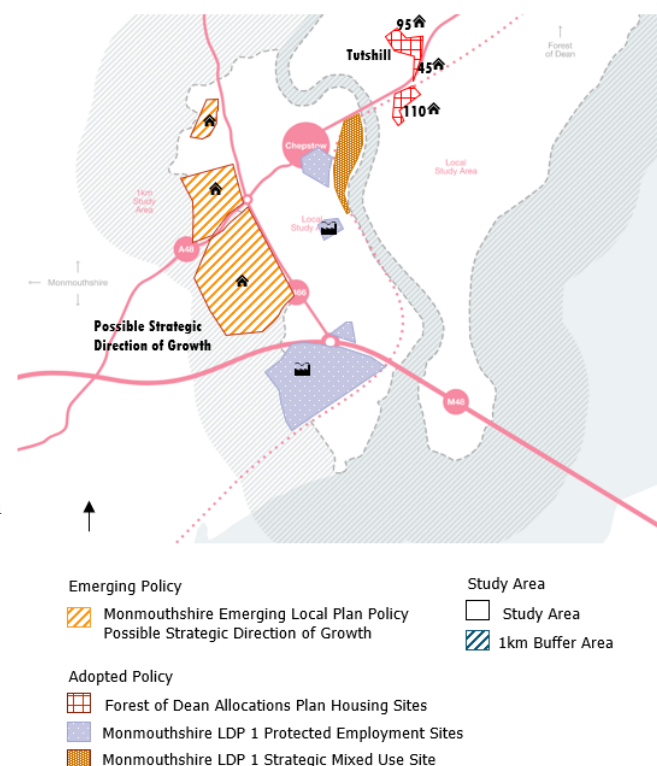 95
Tutshill
Forest
of Dean
45
110
Chepstow
1km
Study
Area
Local
Study Area
Local
Study Area
A48
Monmouthshire
A466
Possible Strategic
Direction of Growth
M48
Emerging Policy
Monmouthshire Emerging Local Plan Policy
Possible Strategic Direction of Growth
Study Area
Study Area
1km Buffer Area
Adopted Policy
Forest of Dean Allocations Plan Housing Sites
Monmouthshire LDP 1 Protected Employment Sites
Monmouthshire LDP 1 Strategic Mixed Use Site